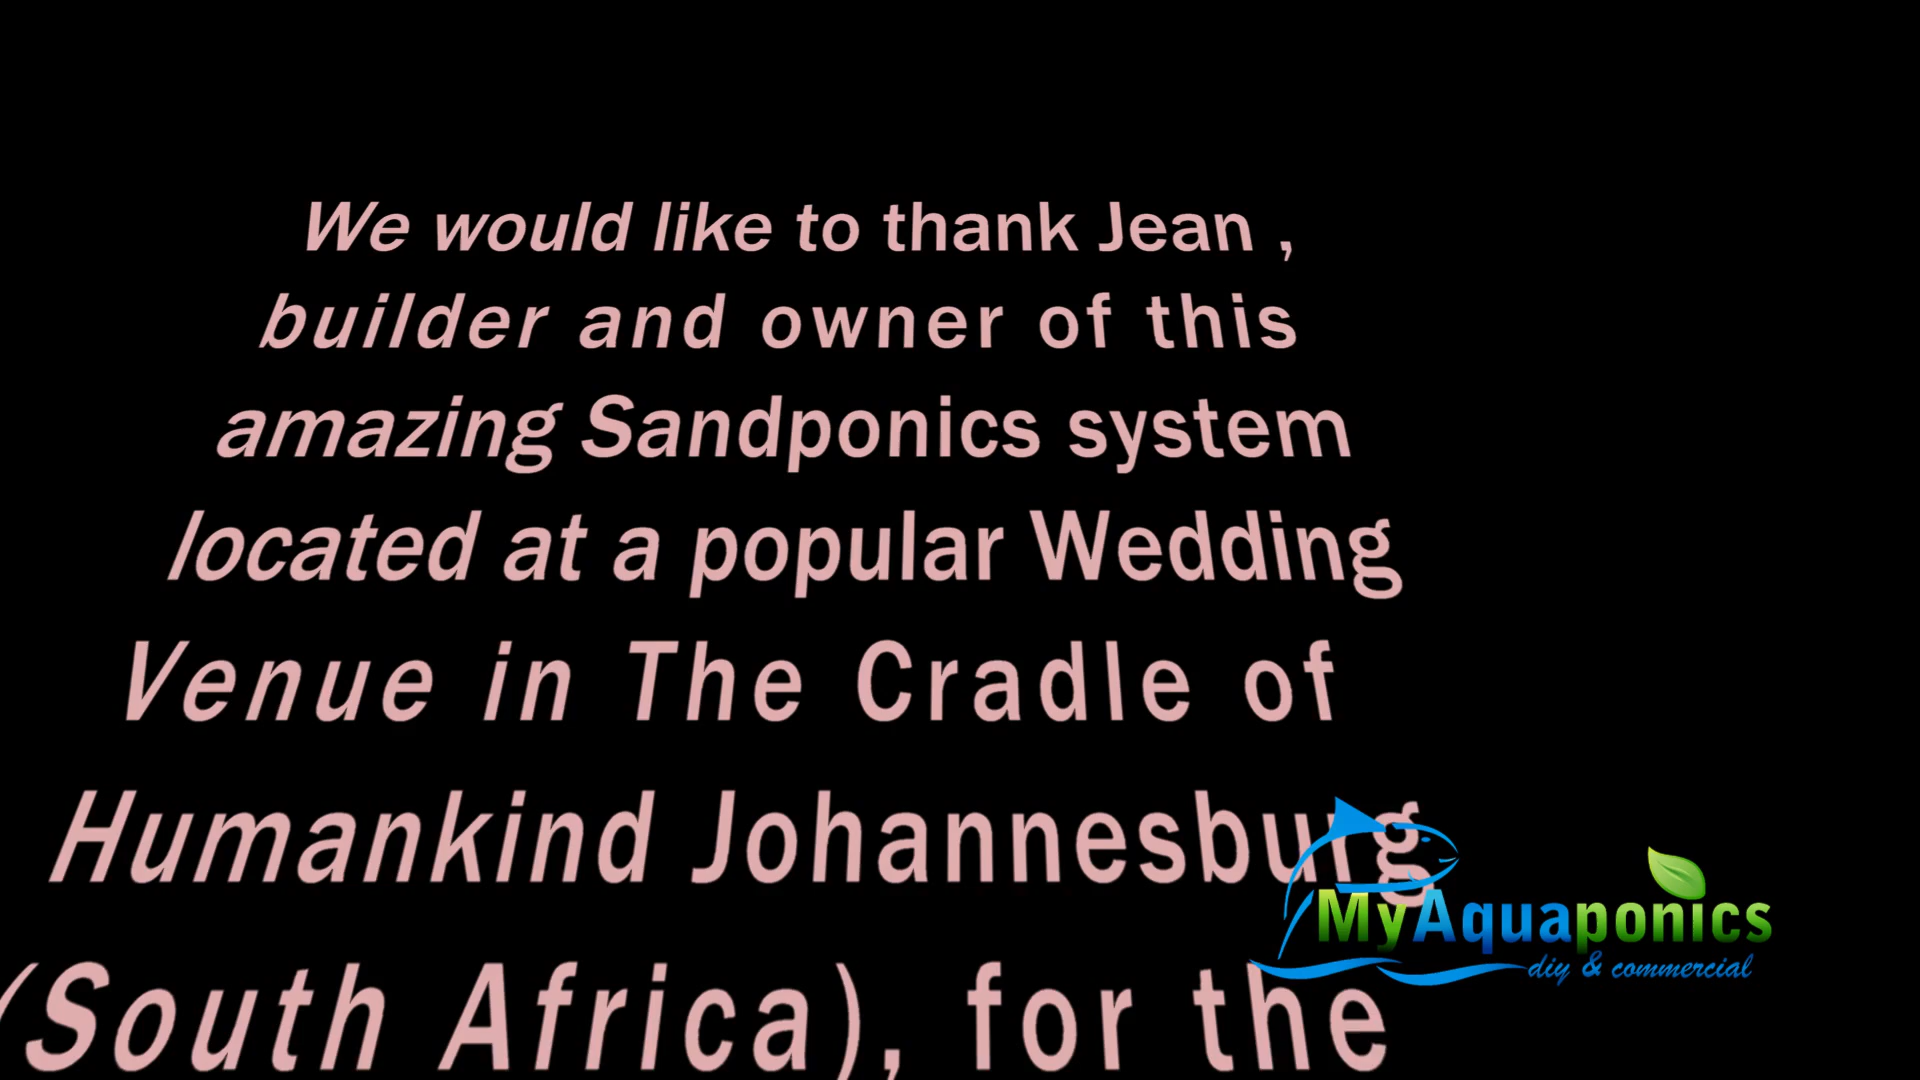 We would like to thank Jean ,
builder and owner of this
amazing Sandponics system
located at a popular Wedding
Venue in The Cradle of
Humankind Johannesburg
(South Africa), for the
MyAquaponics
diy & commercial